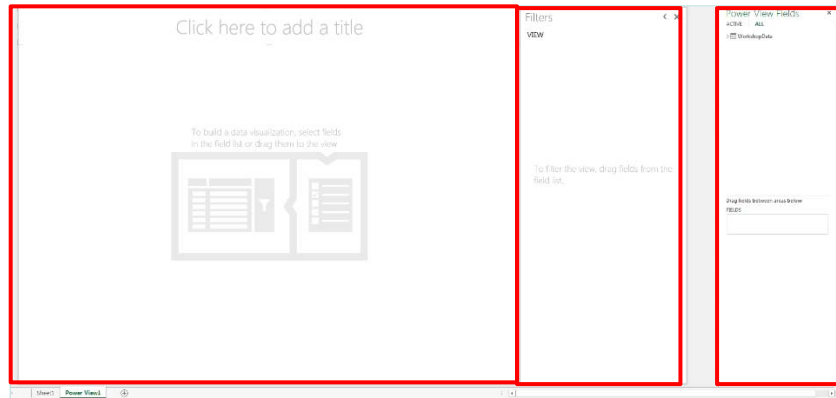 Click here to add a title
To build a data visualization, select fields
in the field list or drag them to the view
Filters
VIEW
To filter the view, drag fields from the
field list.
Power View Fields
ACTIVE ALL
WorkshopData
Drag fields between areas below
FIELDS
Sheet1 Power View1